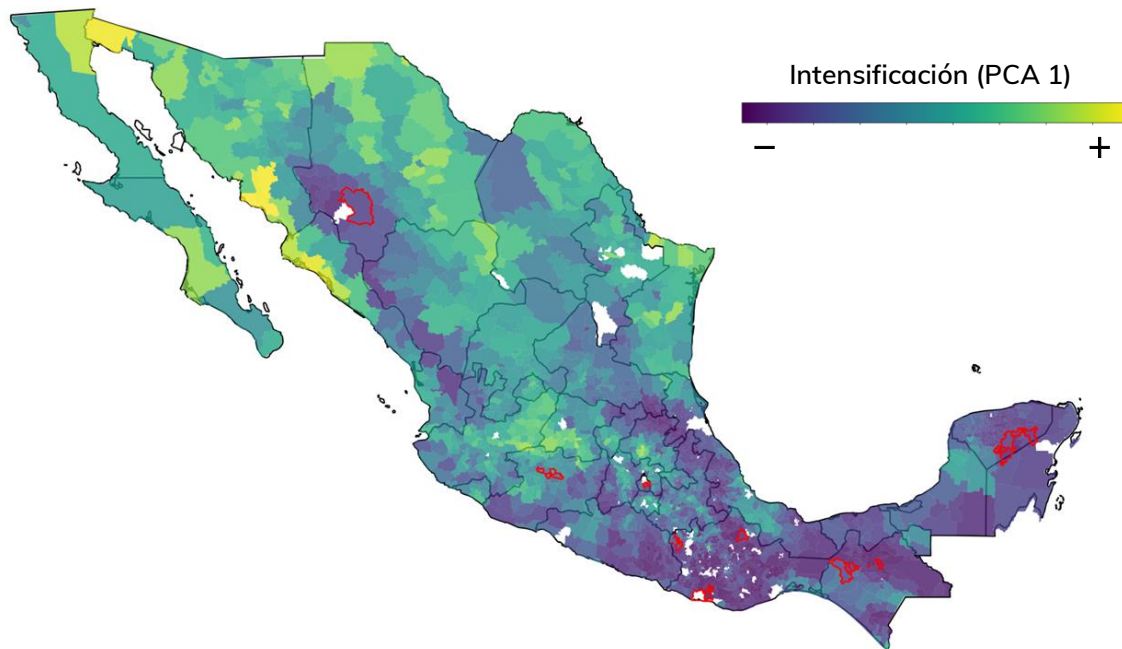 Intensificación (PCA 1)
− +